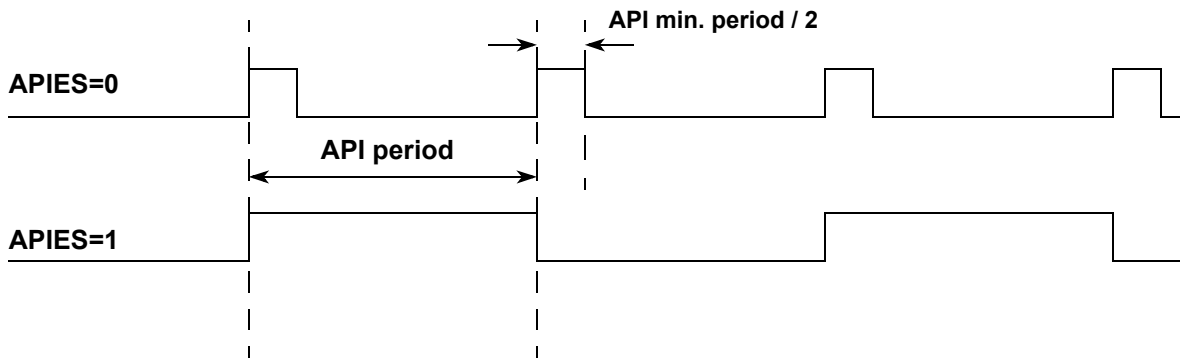 API min. period / 2
APIES=0
API period
APIES=1